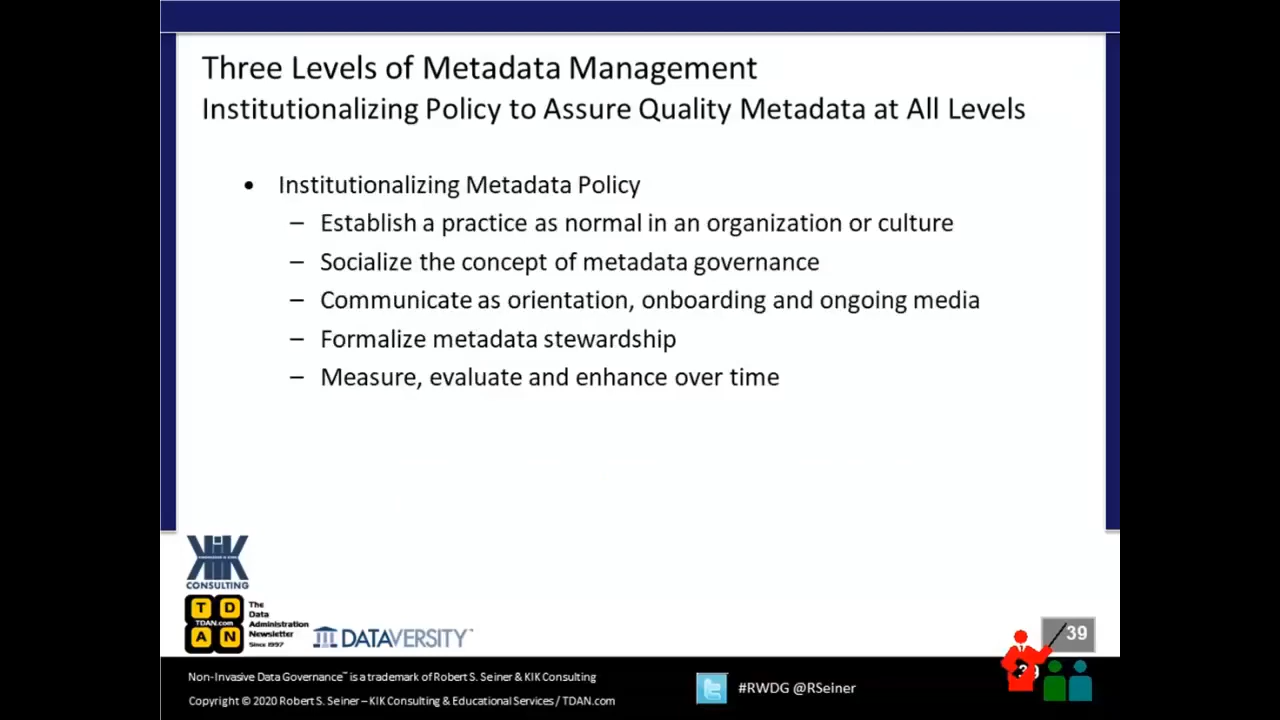 Three Levels of Metadata Management
Institutionalizing Policy to Assure Quality Metadata at All Levels
• Institutionalizing Metadata Policy
– Establish a practice as normal in an organization or culture
– Socialize the concept of metadata governance
– Communicate as orientation, onboarding and ongoing media
– Formalize metadata stewardship
– Measure, evaluate and enhance over time
KIK
CONSULTING
T D
TDAN.com
A N
The
Data
Administration
Newsletter
Since 1997
DATAVERSITY™
39
39
Non-Invasive Data Governance™ is a trademark of Robert S. Seiner & KIK Consulting
Copyright © 2020 Robert S. Seiner – KIK Consulting & Educational Services / TDAN.com
#RWDG @RSeiner